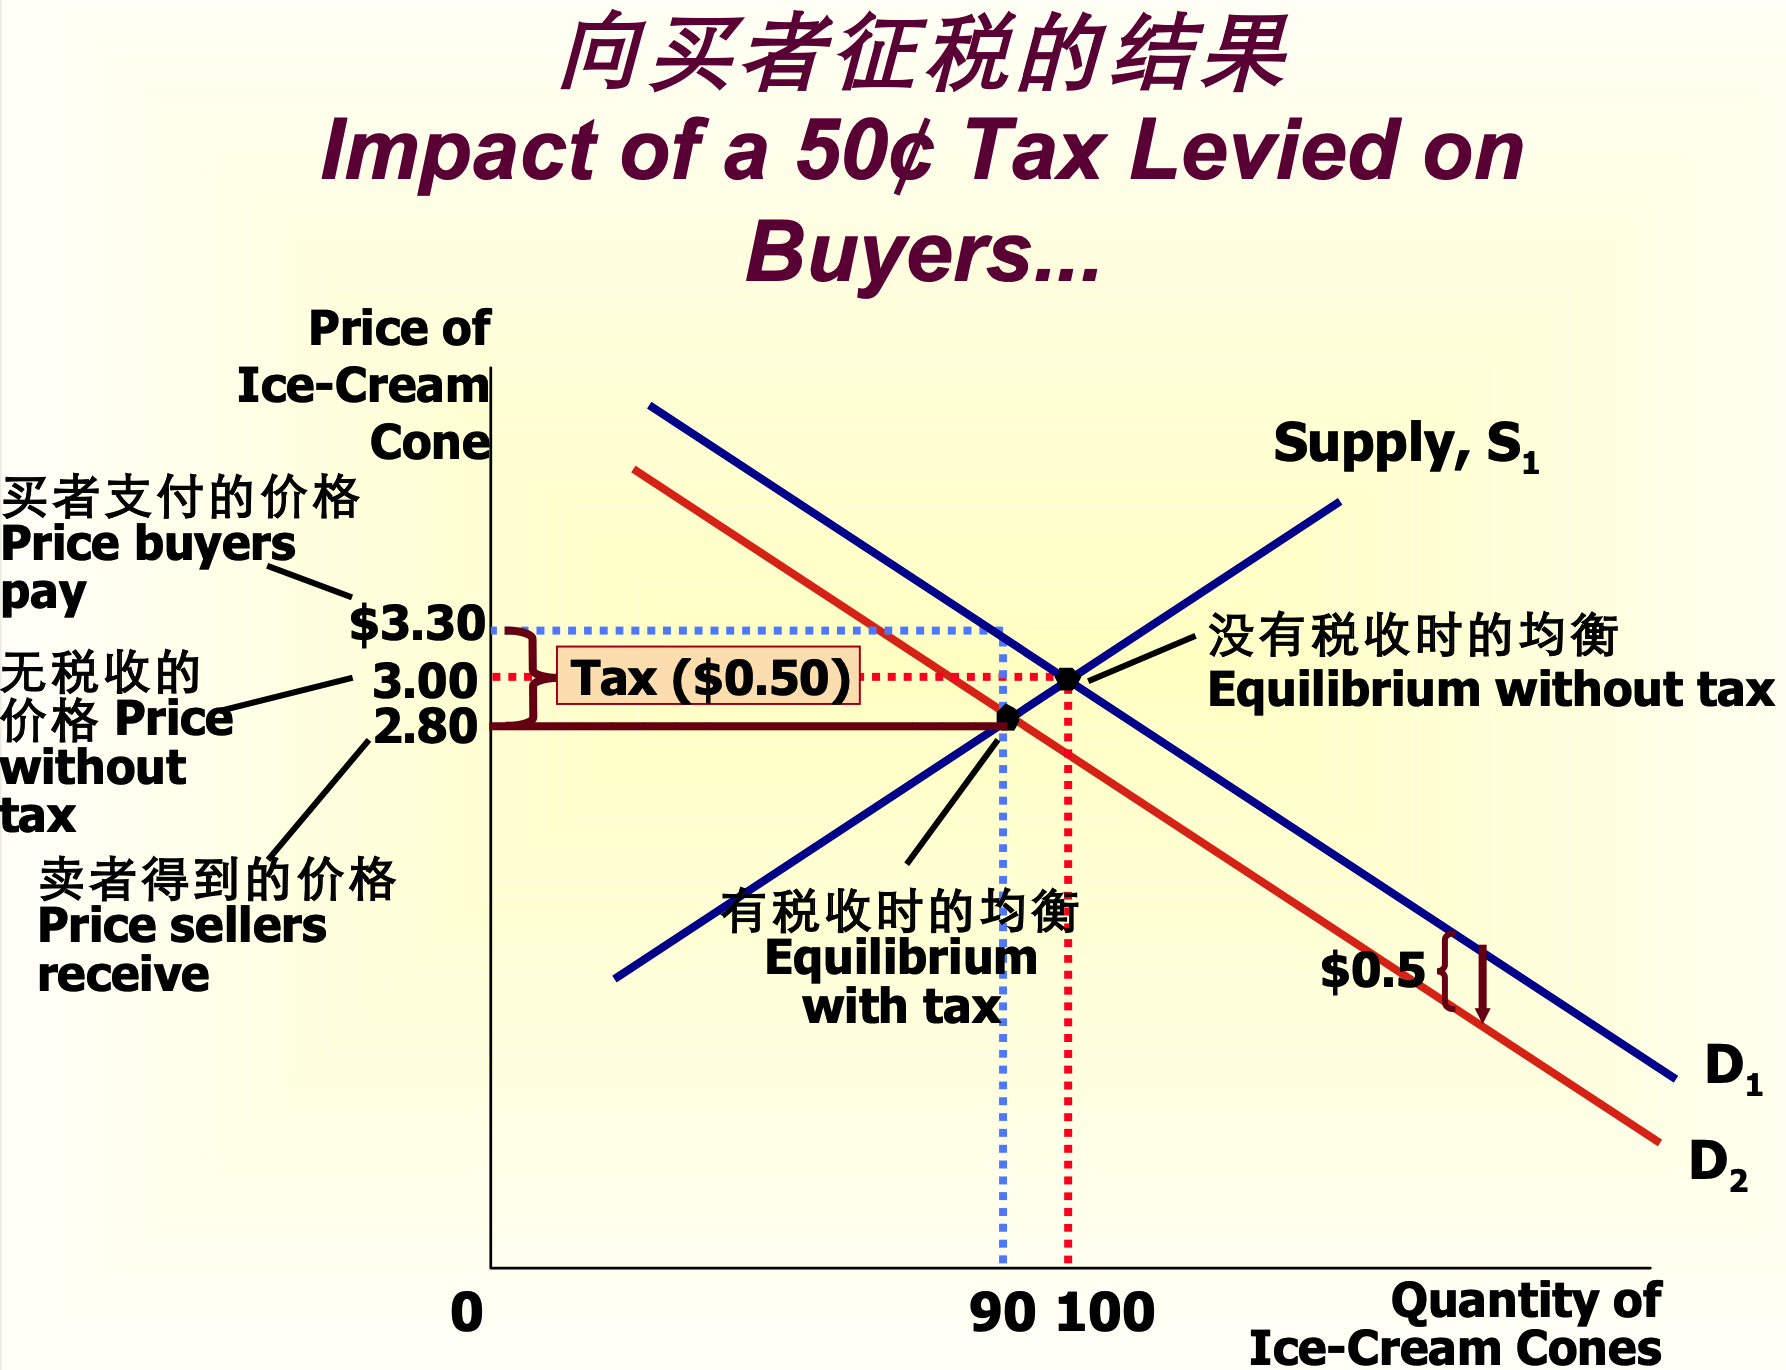 向买者征税的结果
Impact of a 50¢ Tax Levied on
Buyers...
Price of
Ice-Cream
Cone
Supply, S1
买者支付的价格
Price buyers
pay
$3.30
无税收的
价格 Price
without
tax
3.00
2.80
Tax ($0.50)
没有税收时的均衡
Equilibrium without tax
卖者得到的价格
Price sellers
receive
有税收时的均衡
Equilibrium
with tax
$0.5
D1
D2
0
90
100
Quantity of
Ice-Cream Cones